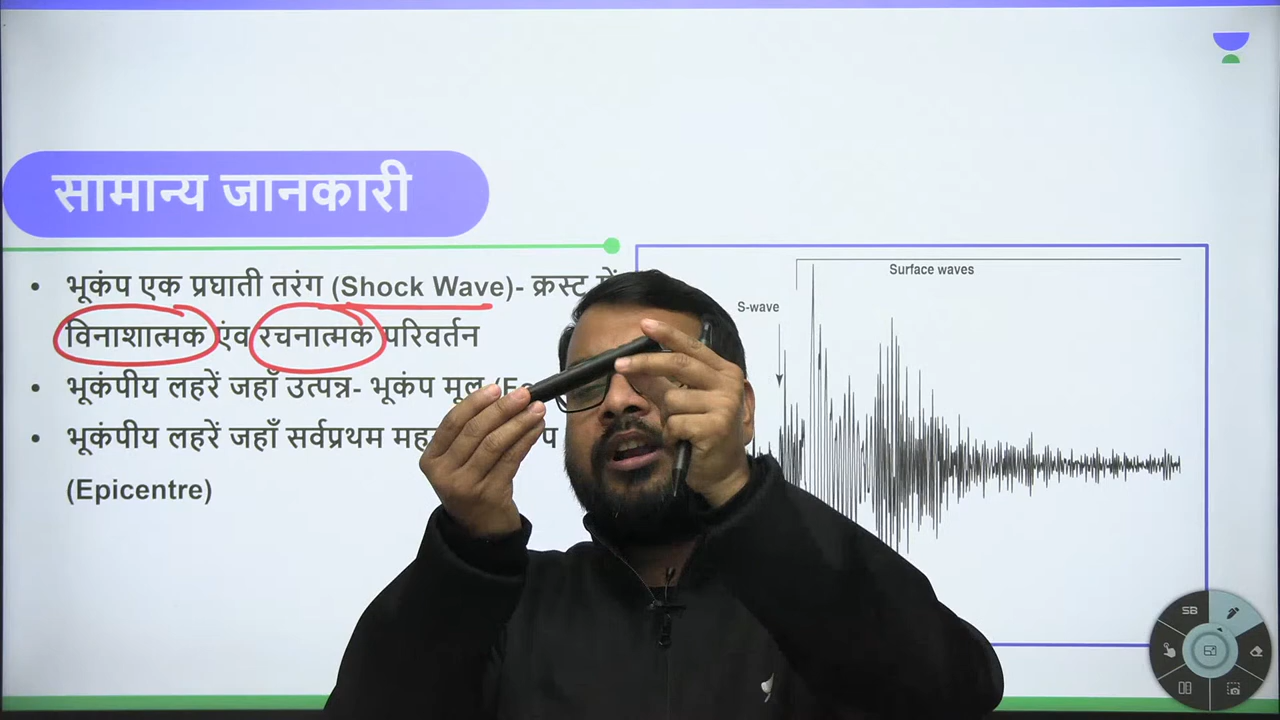 सामान्य जानकारी
• भूकंप एक प्रघाती तरंग (Shock Wave)- क्रस्ट में
विनाशात्मक एंव रचनात्मक परिवर्तन
• भूकंपीय लहरें जहाँ उत्पन्न- भूकंप मूल
• भूकंपीय लहरें जहाँ सर्वप्रथम
(Epicentre)
Surface waves
S-wave
SB